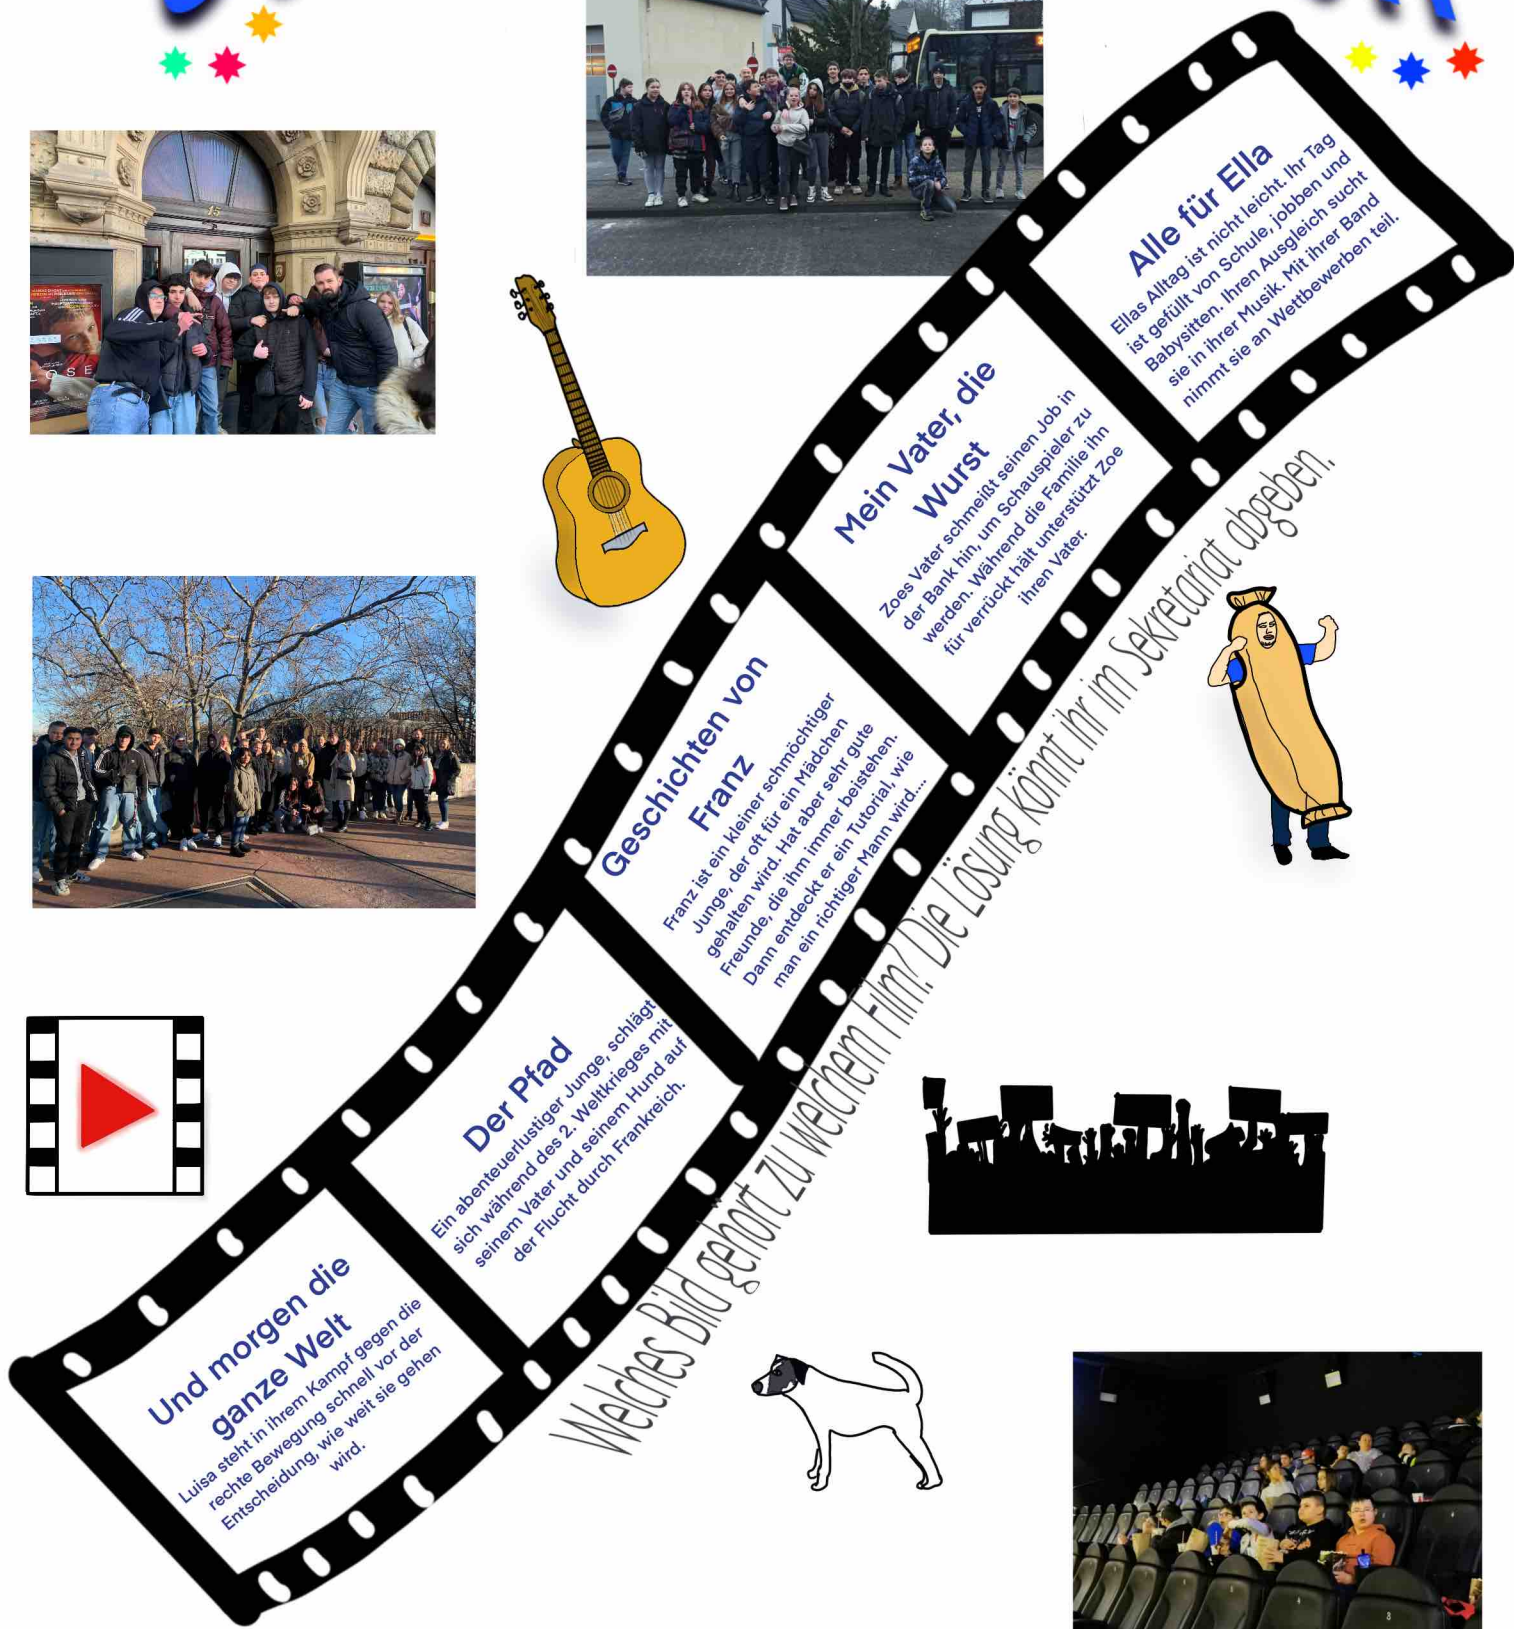 Alle für Ella
Ellas Alltag ist nicht leicht. Ihr Tag
ist gefüllt von Schule, jobben und
Babysitten. Ihren Ausgleich sucht
sie in ihrer Musik. Mit ihrer Band
nimmt sie an Wettbewerben teil.
Mein Vater, die
Wurst
Zoes Vater schmeißt seinen Job in
der Bank hin, um Schauspieler zu
werden. Während die Familie ihn
für verrückt hält unterstützt Zoe
ihren Vater.
Geschichten von
Franz
Franz ist ein kleiner schmöchtiger
Junge, der oft für ein Mädchen
gehalten wird. Hat aber sehr gute
Freunde, die ihm immer beistehen.
Dann entdeckt er ein Tutorial, wie
man ein richtiger Mann wird....
Der Pfad
Ein abenteuerlustiger Junge, schlägt
sich während des 2. Weltkrieges mit
seinem Vater und seinem Hund auf
der Flucht durch Frankreich.
Und morgen die
ganze Welt
Luisa steht in ihrem Kampf gegen die
rechte Bewegung schnell vor der
Entscheidung, wie weit sie gehen
wird.
Welches Bild gehört zu welchem Film? Die Lösung könnt ihr im Sekretariat abgeben.
15